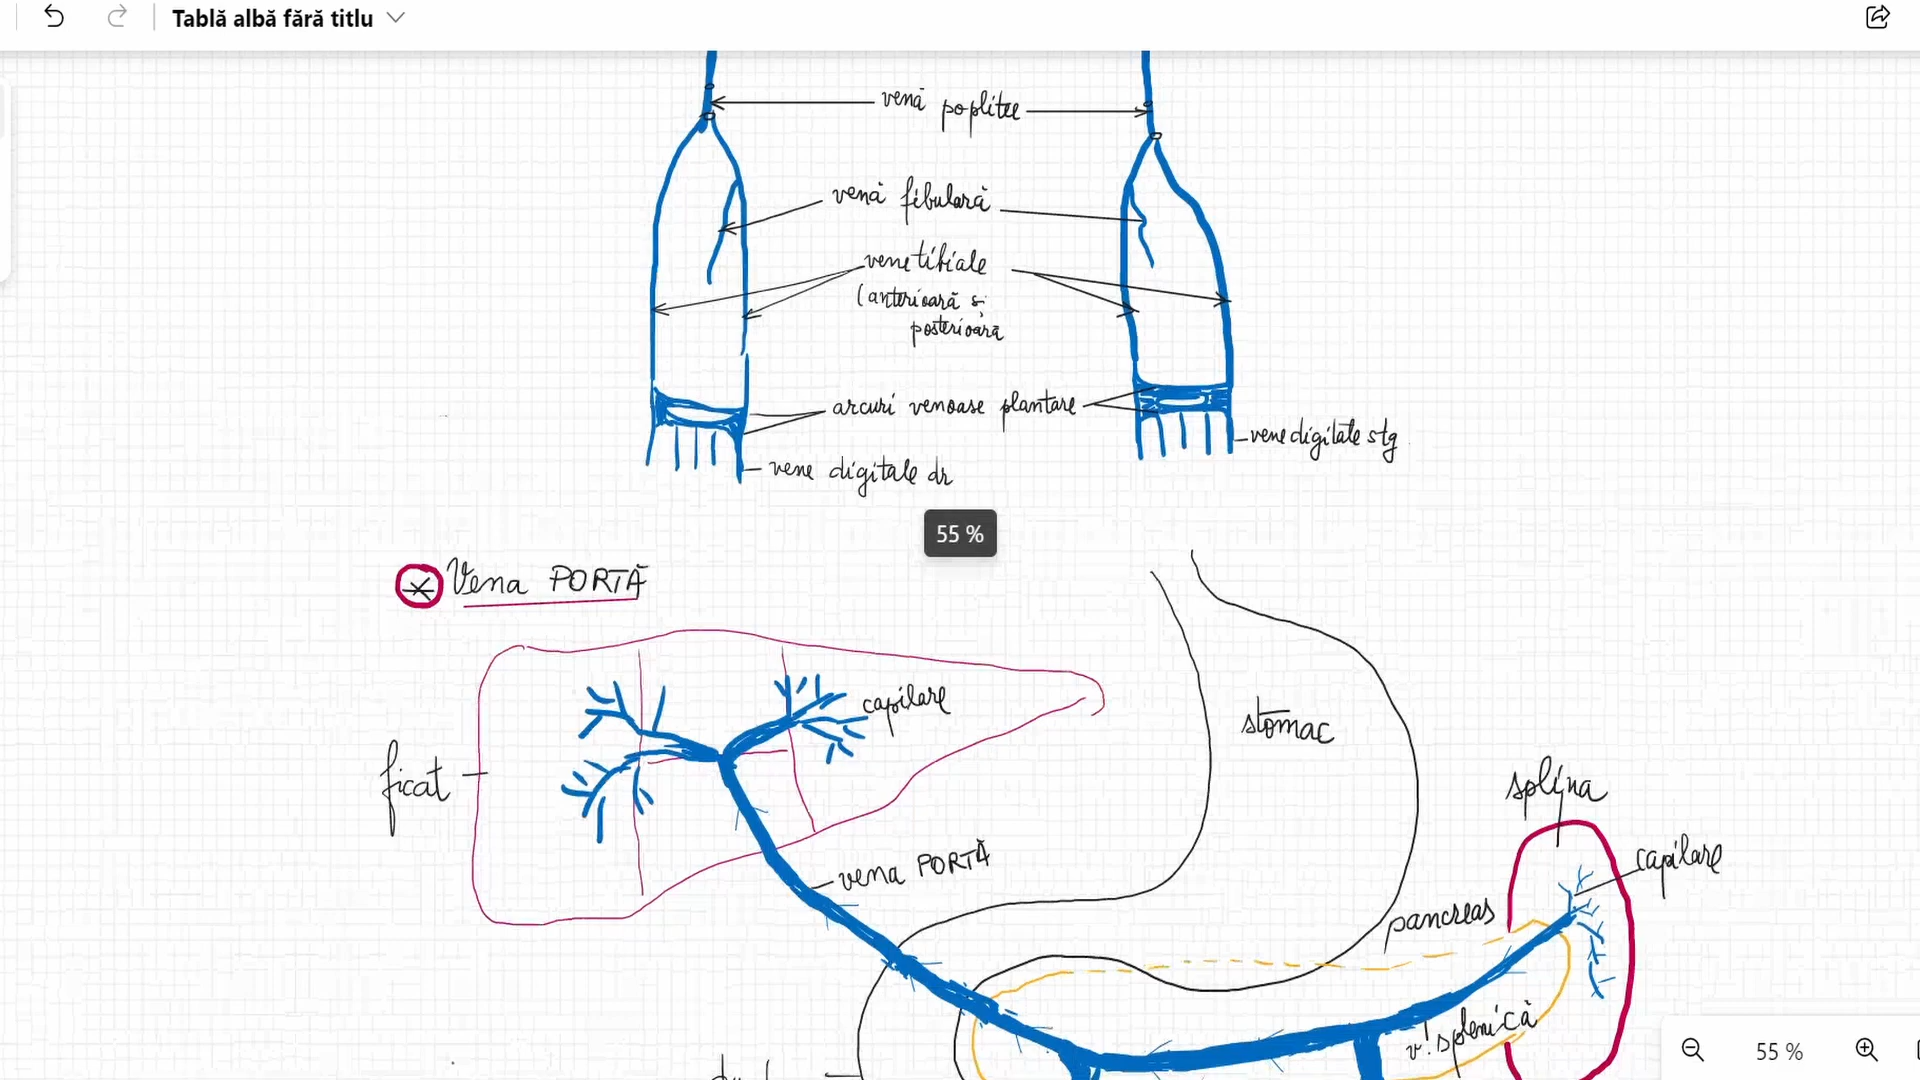 Tablă albă fără titlu
venă poplitee
venă fibulară
vene tibiale
(anterioară și
posterioară
arcuri venoase plantare
vene digitale stg
vene digitale dr
55 %
Vena PORTĂ
capilare
stomac
ficat
splina
capilare
vena PORTĂ
pancreas
v. splenică
55 %